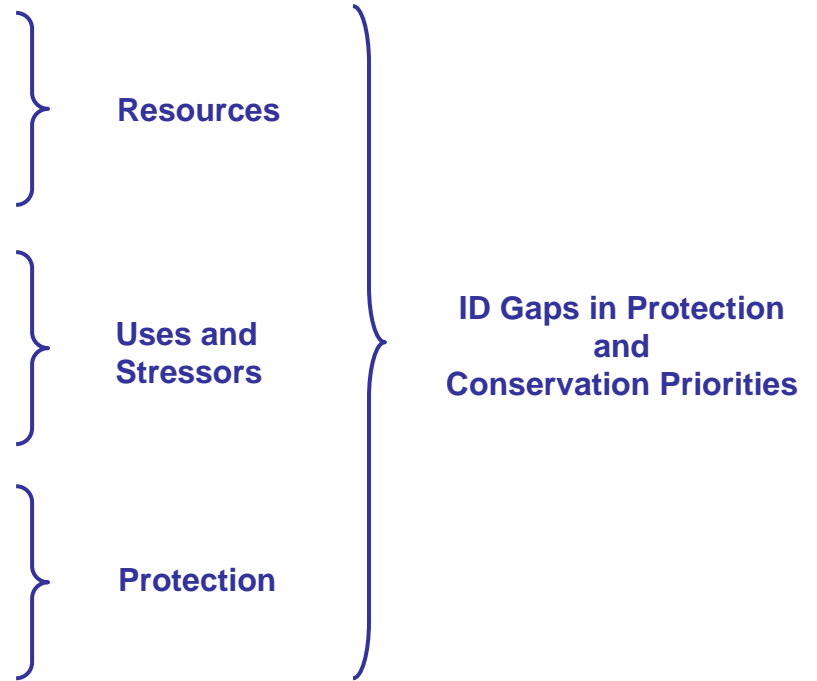 Resources
Uses and
Stressors
Protection
ID Gaps in Protection
and
Conservation Priorities